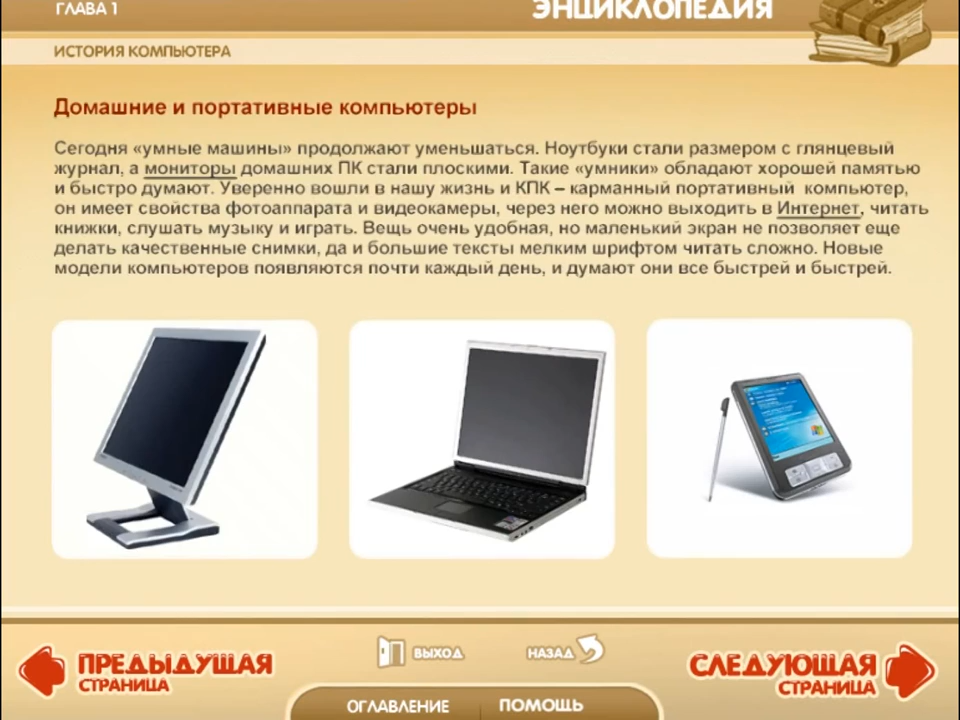 ГЛАВА 1
ЭНЦИКЛОПЕДИЯ
ИСТОРИЯ КОМПЬЮТЕРА
Домашние и портативные компьютеры
Сегодня «умные машины» продолжают уменьшаться. Ноутбуки стали размером с глянцевый
журнал, а мониторы домашних ПК стали плоскими. Такие «умники» обладают хорошей памятью
и быстро думают. Уверенно вошли в нашу жизнь и КПК – карманный портативный компьютер,
он имеет свойства фотоаппарата и видеокамеры, через него можно выходить в Интернет, читать
книжки, слушать музыку и играть. Вещь очень удобная, но маленький экран не позволяет еще
делать качественные снимки, да и большие тексты мелким шрифтом читать сложно. Новые
модели компьютеров появляются почти каждый день, и думают они все быстрей и быстрей.
ПРЕДЫДУЩАЯ
СТРАНИЦА
ВЫХОД
НАЗАД
СЛЕДУЮЩАЯ
СТРАНИЦА
ОГЛАВЛЕНИЕ
ПОМОЩЬ